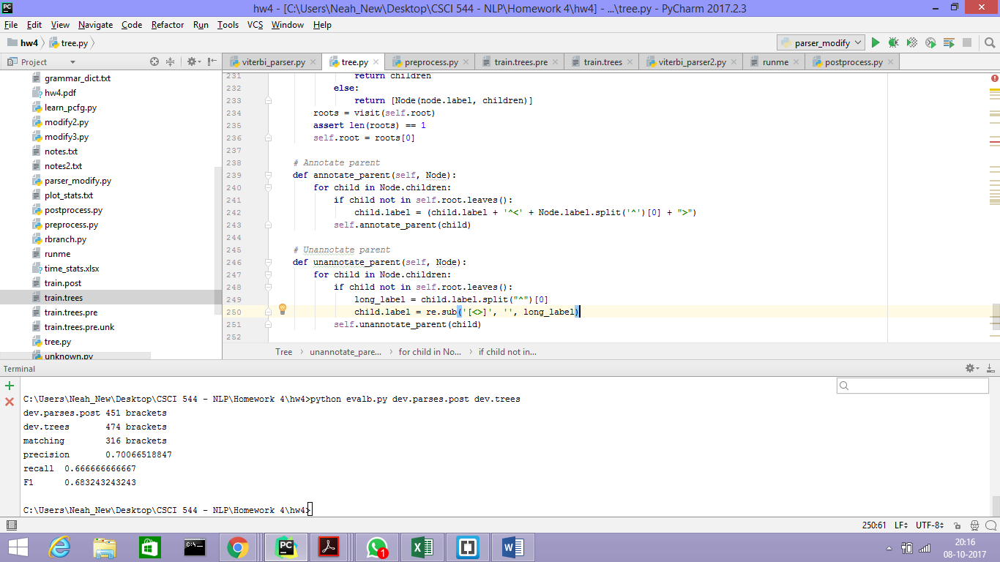 hw4 - [C:\Users\Neah_New\Desktop\CSCI 544 - NLP\Homework 4\hw4] - ...\tree.py - PyCharm 2017.2.3
File Edit View Navigate Code Refactor Run Tools VCS Window Help
hw4 tree.py parser_modify
Project
viterbi_parser.py tree.py preprocess.py train.trees.pre train.trees viterbi_parser2.py runme postprocess.py
grammar_dict.txt
hw4.pdf
learn_pcfg.py
modify2.py
modify3.py
notes.txt
notes2.txt
parser_modify.py
plot_stats.txt
postprocess.py
preprocess.py
rbranch.py
runme
time_stats.xlsx
train.post
train.trees
train.trees.pre
train.trees.pre.unk
tree.py
unknown.py
231 return children
232 else:
233 return [Node(node.label, children)]
234 roots = visit(self.root)
235 assert len(roots) == 1
236 self.root = roots[0]
237
238 # Annotate parent
239 def annotate_parent(self, Node):
240 for child in Node.children:
241 if child not in self.root.leaves():
242 child.label = (child.label + '^<' + Node.label.split('^')[0] + ">")
243 self.annotate_parent(child)
244
245 # Unannotate parent
246 def unannotate_parent(self, Node):
247 for child in Node.children:
248 if child not in self.root.leaves():
249 long_label = child.label.split("^")[0]
250 child.label = re.sub('[<>]', '', long_label)
251 self.unannotate_parent(child)
252
Tree unannotate_pare... for child in No... if child not in...
Terminal
C:\Users\Neah_New\Desktop\CSCI 544 - NLP\Homework 4\hw4>python evalb.py dev.parses.post dev.trees
dev.parses.post 451 brackets
dev.trees 474 brackets
matching 316 brackets
precision 0.70066518847
recall 0.666666666667
F1 0.683243243243
C:\Users\Neah_New\Desktop\CSCI 544 - NLP\Homework 4\hw4>
250:61 LF UTF-8
PC
C:\_
1
X
W
20:16
08-10-2017